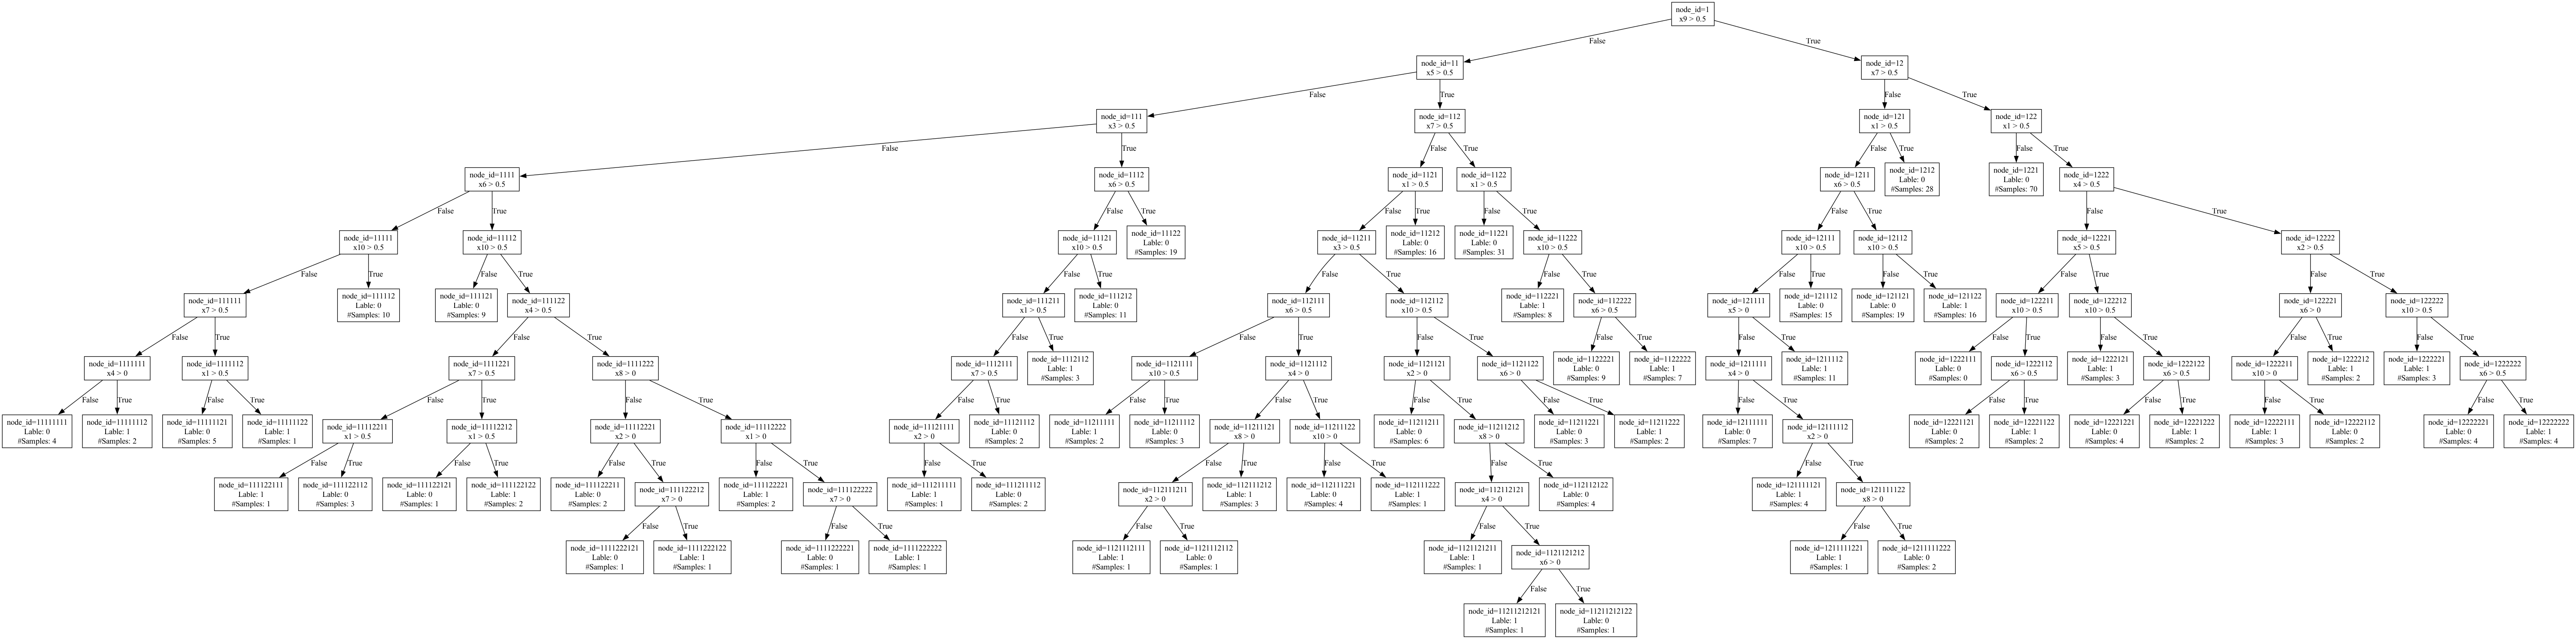 node_id=1
x9 > 0.5
False
True
node_id=11
x5 > 0.5
node_id=12
x7 > 0.5
False
True
False
True
node_id=111
x3 > 0.5
node_id=112
x7 > 0.5
node_id=121
x1 > 0.5
node_id=122
x1 > 0.5
False
True
False
True
False
True
False
True
node_id=1111
x6 > 0.5
node_id=1112
x6 > 0.5
node_id=1121
x1 > 0.5
node_id=1122
x1 > 0.5
node_id=1211
x6 > 0.5
node_id=1212
Lable: 0
#Samples: 28
node_id=1221
Lable: 0
#Samples: 70
node_id=1222
x4 > 0.5
False
True
False
True
False
True
False
True
False
True
False
True
node_id=11111
x10 > 0.5
node_id=11112
x10 > 0.5
node_id=11121
x10 > 0.5
node_id=11122
Lable: 0
#Samples: 19
node_id=11211
x3 > 0.5
node_id=11212
Lable: 0
#Samples: 16
node_id=11221
Lable: 0
#Samples: 31
node_id=11222
x10 > 0.5
node_id=12111
x10 > 0.5
node_id=12112
x10 > 0.5
node_id=12221
x5 > 0.5
node_id=12222
x2 > 0.5
False
True
False
True
False
True
False
True
False
True
False
True
False
True
False
True
False
True
node_id=111111
x7 > 0.5
node_id=111112
Lable: 0
#Samples: 10
node_id=111121
Lable: 0
#Samples: 9
node_id=111122
x4 > 0.5
node_id=111211
x1 > 0.5
node_id=111212
Lable: 0
#Samples: 11
node_id=112111
x6 > 0.5
node_id=112112
x10 > 0.5
node_id=112221
Lable: 1
#Samples: 8
node_id=112222
x6 > 0.5
node_id=121111
x5 > 0
node_id=121112
Lable: 0
#Samples: 15
node_id=121121
Lable: 0
#Samples: 19
node_id=121122
Lable: 1
#Samples: 16
node_id=122211
x10 > 0.5
node_id=122212
x10 > 0.5
node_id=122221
x6 > 0
node_id=122222
x10 > 0.5
False
True
False
True
False
True
False
True
False
True
False
True
False
True
False
True
False
True
False
True
False
True
node_id=1111111
x4 > 0
node_id=1111112
x1 > 0.5
node_id=1111221
x7 > 0.5
node_id=1111222
x8 > 0
node_id=1112111
x7 > 0.5
node_id=1112112
Lable: 1
#Samples: 3
node_id=1121111
x10 > 0.5
node_id=1121112
x4 > 0
node_id=1121121
x2 > 0
node_id=1121122
x6 > 0
node_id=1122221
Lable: 0
#Samples: 9
node_id=1122222
Lable: 1
#Samples: 7
node_id=1211111
x4 > 0
node_id=1211112
Lable: 1
#Samples: 11
node_id=1222111
Lable: 0
#Samples: 0
node_id=1222112
x6 > 0.5
node_id=1222121
Lable: 1
#Samples: 3
node_id=1222122
x6 > 0.5
node_id=1222211
x10 > 0
node_id=1222212
Lable: 1
#Samples: 2
node_id=1222221
Lable: 1
#Samples: 3
node_id=1222222
x6 > 0.5
False
True
False
True
False
True
False
True
False
True
False
True
False
True
False
True
False
True
False
True
False
True
False
True
False
True
False
True
node_id=11111111
Lable: 0
#Samples: 4
node_id=11111112
Lable: 1
#Samples: 2
node_id=11111121
Lable: 0
#Samples: 5
node_id=11111122
Lable: 1
#Samples: 1
node_id=11112211
x1 > 0.5
node_id=11112212
x1 > 0.5
node_id=11112221
x2 > 0
node_id=11112222
x1 > 0
node_id=11121111
x2 > 0
node_id=11121112
Lable: 0
#Samples: 2
node_id=11211111
Lable: 1
#Samples: 2
node_id=11211112
Lable: 0
#Samples: 3
node_id=11211121
x8 > 0
node_id=11211122
x10 > 0
node_id=11211211
Lable: 0
#Samples: 6
node_id=11211212
x8 > 0
node_id=11211221
Lable: 0
#Samples: 3
node_id=11211222
Lable: 1
#Samples: 2
node_id=12111111
Lable: 0
#Samples: 7
node_id=12111112
x2 > 0
node_id=12221121
Lable: 0
#Samples: 2
node_id=12221122
Lable: 1
#Samples: 2
node_id=12221221
Lable: 0
#Samples: 4
node_id=12221222
Lable: 1
#Samples: 2
node_id=12222111
Lable: 1
#Samples: 3
node_id=12222112
Lable: 0
#Samples: 2
node_id=12222221
Lable: 0
#Samples: 4
node_id=12222222
Lable: 1
#Samples: 4
False
True
False
True
False
True
False
True
False
True
False
True
False
True
False
True
False
True
node_id=111122111
Lable: 1
#Samples: 1
node_id=111122112
Lable: 0
#Samples: 3
node_id=111122121
Lable: 0
#Samples: 1
node_id=111122122
Lable: 1
#Samples: 2
node_id=111122211
Lable: 0
#Samples: 2
node_id=111122212
x7 > 0
node_id=111122221
Lable: 1
#Samples: 2
node_id=111122222
x7 > 0
node_id=111211111
Lable: 1
#Samples: 1
node_id=111211112
Lable: 0
#Samples: 2
node_id=112111211
x2 > 0
node_id=112111212
Lable: 1
#Samples: 3
node_id=112111221
Lable: 0
#Samples: 4
node_id=112111222
Lable: 1
#Samples: 1
node_id=112112121
x4 > 0
node_id=112112122
Lable: 0
#Samples: 4
node_id=121111121
Lable: 1
#Samples: 4
node_id=121111122
x8 > 0
False
True
False
True
False
True
False
True
False
True
node_id=1111222121
Lable: 0
#Samples: 1
node_id=1111222122
Lable: 1
#Samples: 1
node_id=1111222221
Lable: 0
#Samples: 1
node_id=1111222222
Lable: 1
#Samples: 1
node_id=1121112111
Lable: 1
#Samples: 1
node_id=1121112112
Lable: 0
#Samples: 1
node_id=1121121211
Lable: 1
#Samples: 1
node_id=1121121212
x6 > 0
node_id=1211111221
Lable: 1
#Samples: 1
node_id=1211111222
Lable: 0
#Samples: 2
False
True
node_id=11211212121
Lable: 1
#Samples: 1
node_id=11211212122
Lable: 0
#Samples: 1